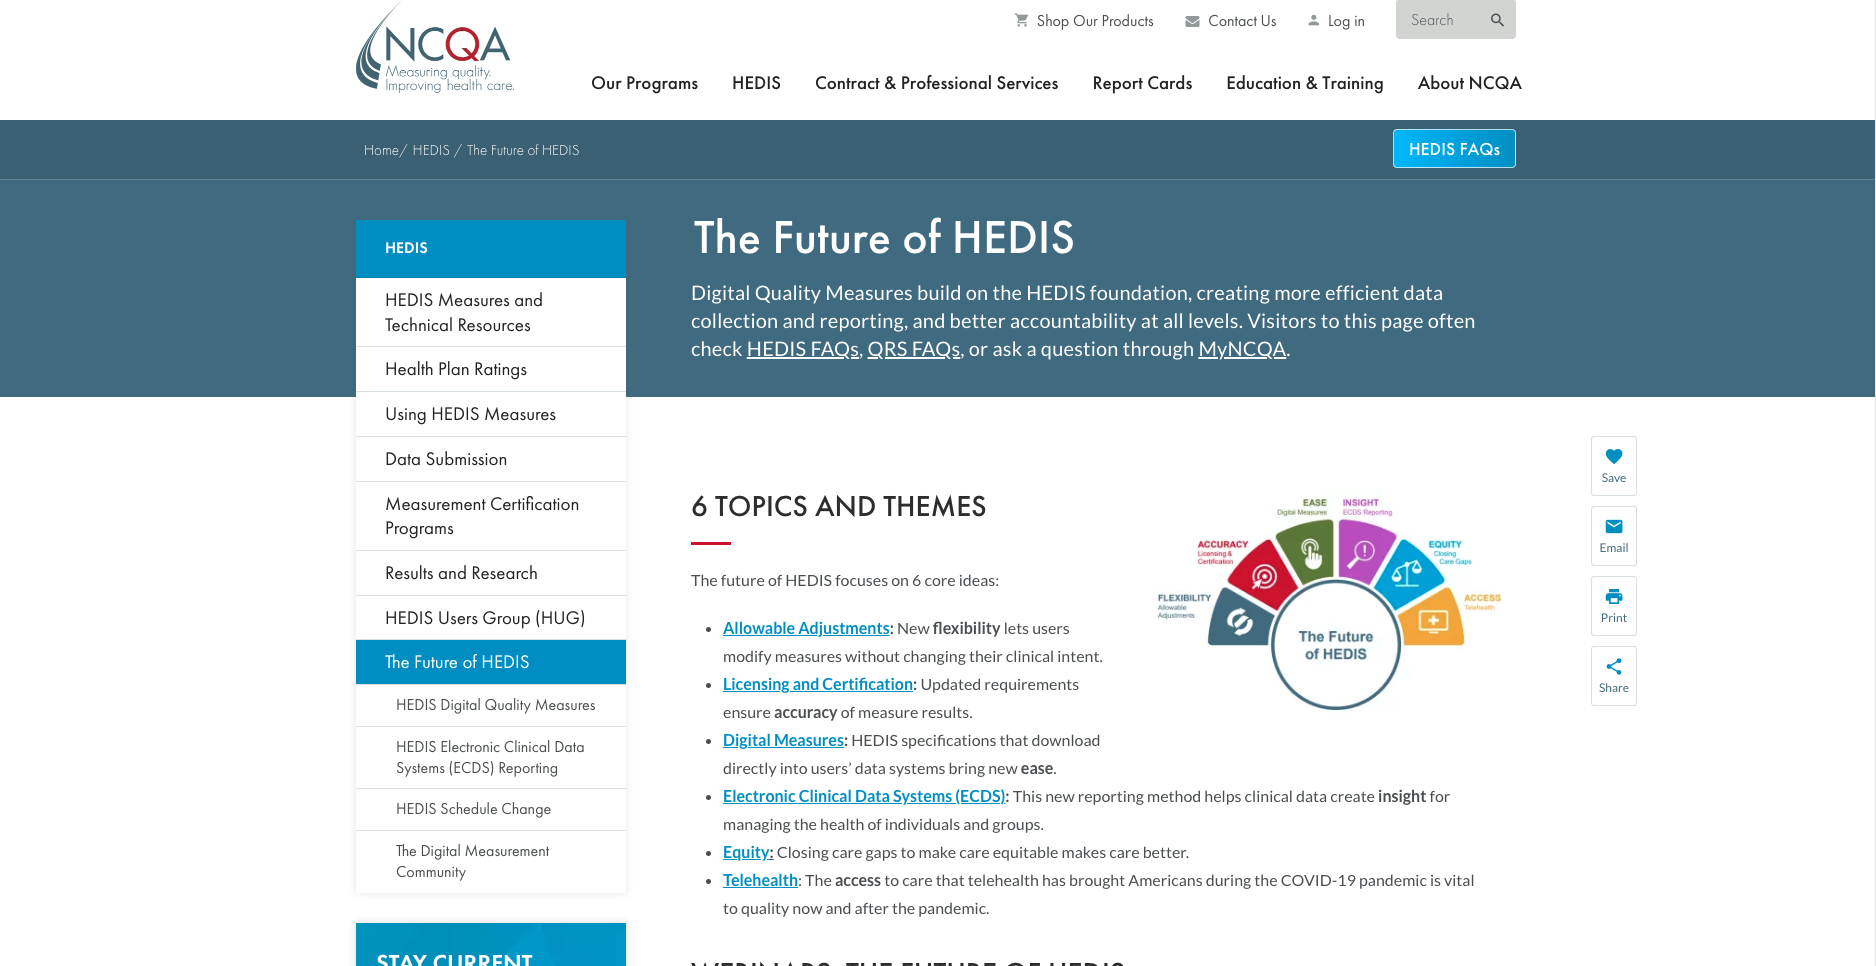 Shop Our Products
Contact Us
Log in
Search
NCQA
Measuring quality.
Improving health care.
Our Programs
HEDIS
Contract & Professional Services
Report Cards
Education & Training
About NCQA
Home/ HEDIS / The Future of HEDIS
HEDIS FAQs
HEDIS
HEDIS Measures and
Technical Resources
Health Plan Ratings
Using HEDIS Measures
Data Submission
Measurement Certification
Programs
Results and Research
HEDIS Users Group (HUG)
The Future of HEDIS
HEDIS Digital Quality Measures
HEDIS Electronic Clinical Data
Systems (ECDS) Reporting
HEDIS Schedule Change
The Digital Measurement
Community
STAY CURRENT
The Future of HEDIS
Digital Quality Measures build on the HEDIS foundation, creating more efficient data
collection and reporting, and better accountability at all levels. Visitors to this page often
check HEDIS FAQs, QRS FAQs, or ask a question through MyNCQA.
6 TOPICS AND THEMES
The future of HEDIS focuses on 6 core ideas:
• Allowable Adjustments: New flexibility lets users
modify measures without changing their clinical intent.
• Licensing and Certification: Updated requirements
ensure accuracy of measure results.
• Digital Measures: HEDIS specifications that download
directly into users’ data systems bring new ease.
• Electronic Clinical Data Systems (ECDS): This new reporting method helps clinical data create insight for
managing the health of individuals and groups.
• Equity: Closing care gaps to make care equitable makes care better.
• Telehealth: The access to care that telehealth has brought Americans during the COVID-19 pandemic is vital
to quality now and after the pandemic.
FLEXIBILITY
Allowable
Adjustments
ACCURACY
Licensing &
Certification
EASE
Digital Measures
INSIGHT
ECDS Reporting
EQUITY
Closing
Care Gaps
ACCESS
Telehealth
The Future
of HEDIS
Save
Email
Print
Share
WEBINARS: THE FUTURE OF HEDIS